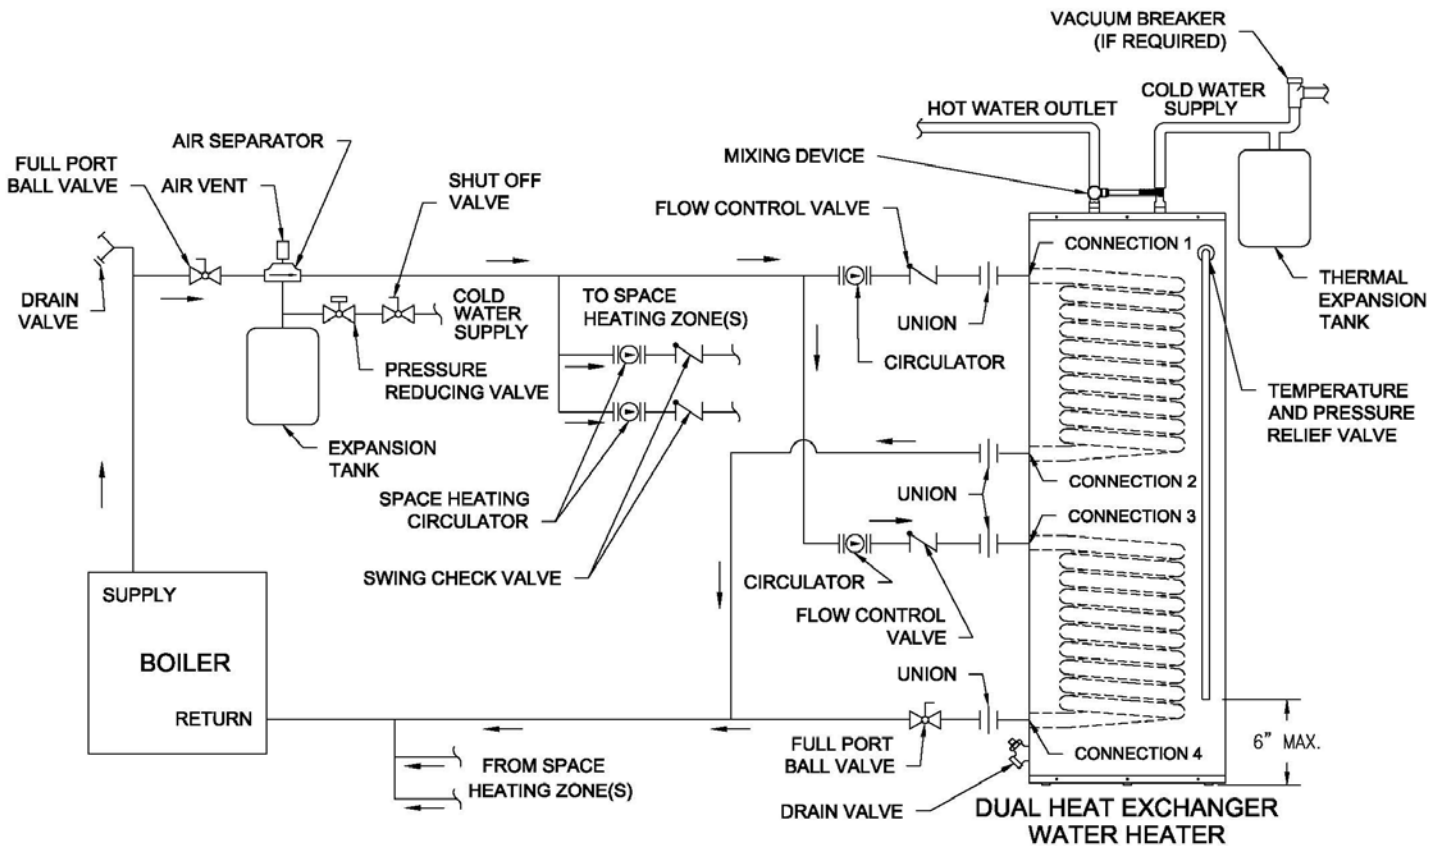 VACUUM BREAKER
(IF REQUIRED)
HOT WATER OUTLET
COLD WATER
SUPPLY
AIR SEPARATOR
FULL PORT
BALL VALVE
AIR VENT
SHUT OFF
VALVE
MIXING DEVICE
FLOW CONTROL VALVE
CONNECTION 1
DRAIN
VALVE
COLD
WATER
SUPPLY
TO SPACE
HEATING ZONE(S)
UNION
CIRCULATOR
THERMAL
EXPANSION
TANK
PRESSURE
REDUCING VALVE
TEMPERATURE
AND PRESSURE
RELIEF VALVE
EXPANSION
TANK
SPACE HEATING
CIRCULATOR
UNION
CONNECTION 2
CONNECTION 3
SWING CHECK VALVE
CIRCULATOR
FLOW CONTROL
VALVE
SUPPLY
BOILER
RETURN
UNION
FULL PORT
BALL VALVE
CONNECTION 4
6" MAX.
FROM SPACE
HEATING ZONE(S)
DRAIN VALVE
DUAL HEAT EXCHANGER
WATER HEATER